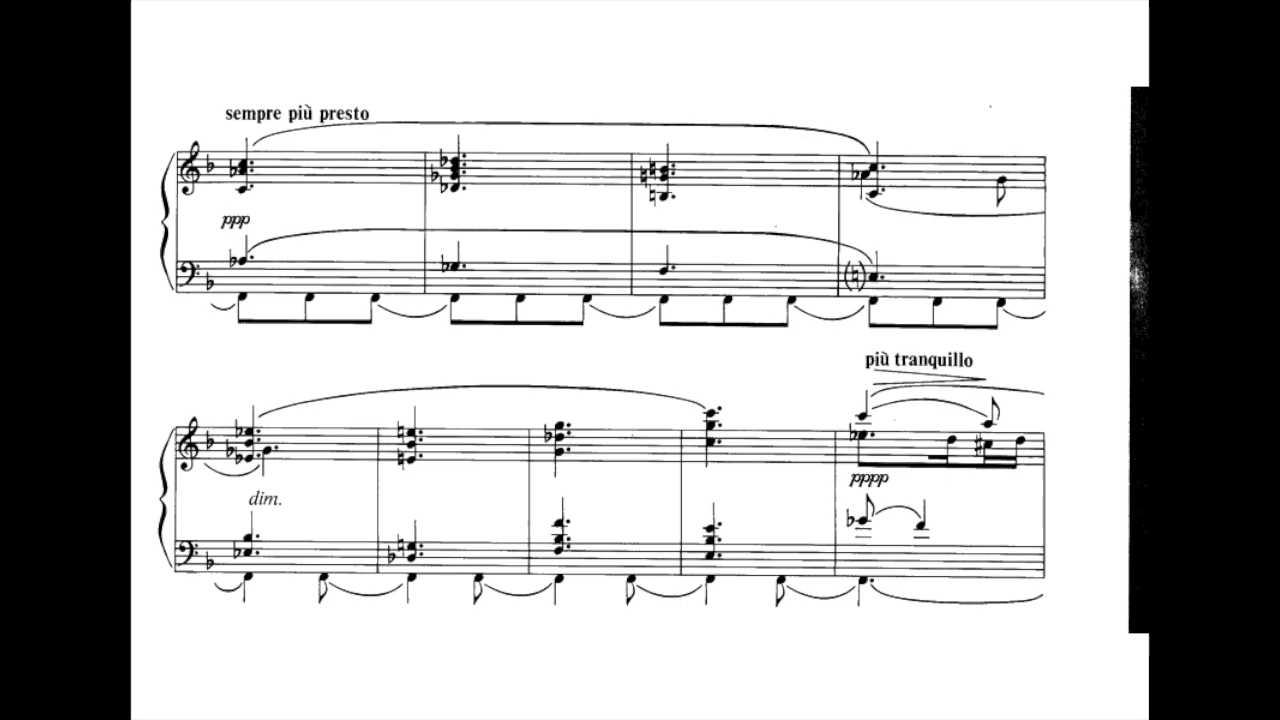 sempre più presto
ppp
più tranquillo
dim.
pppp